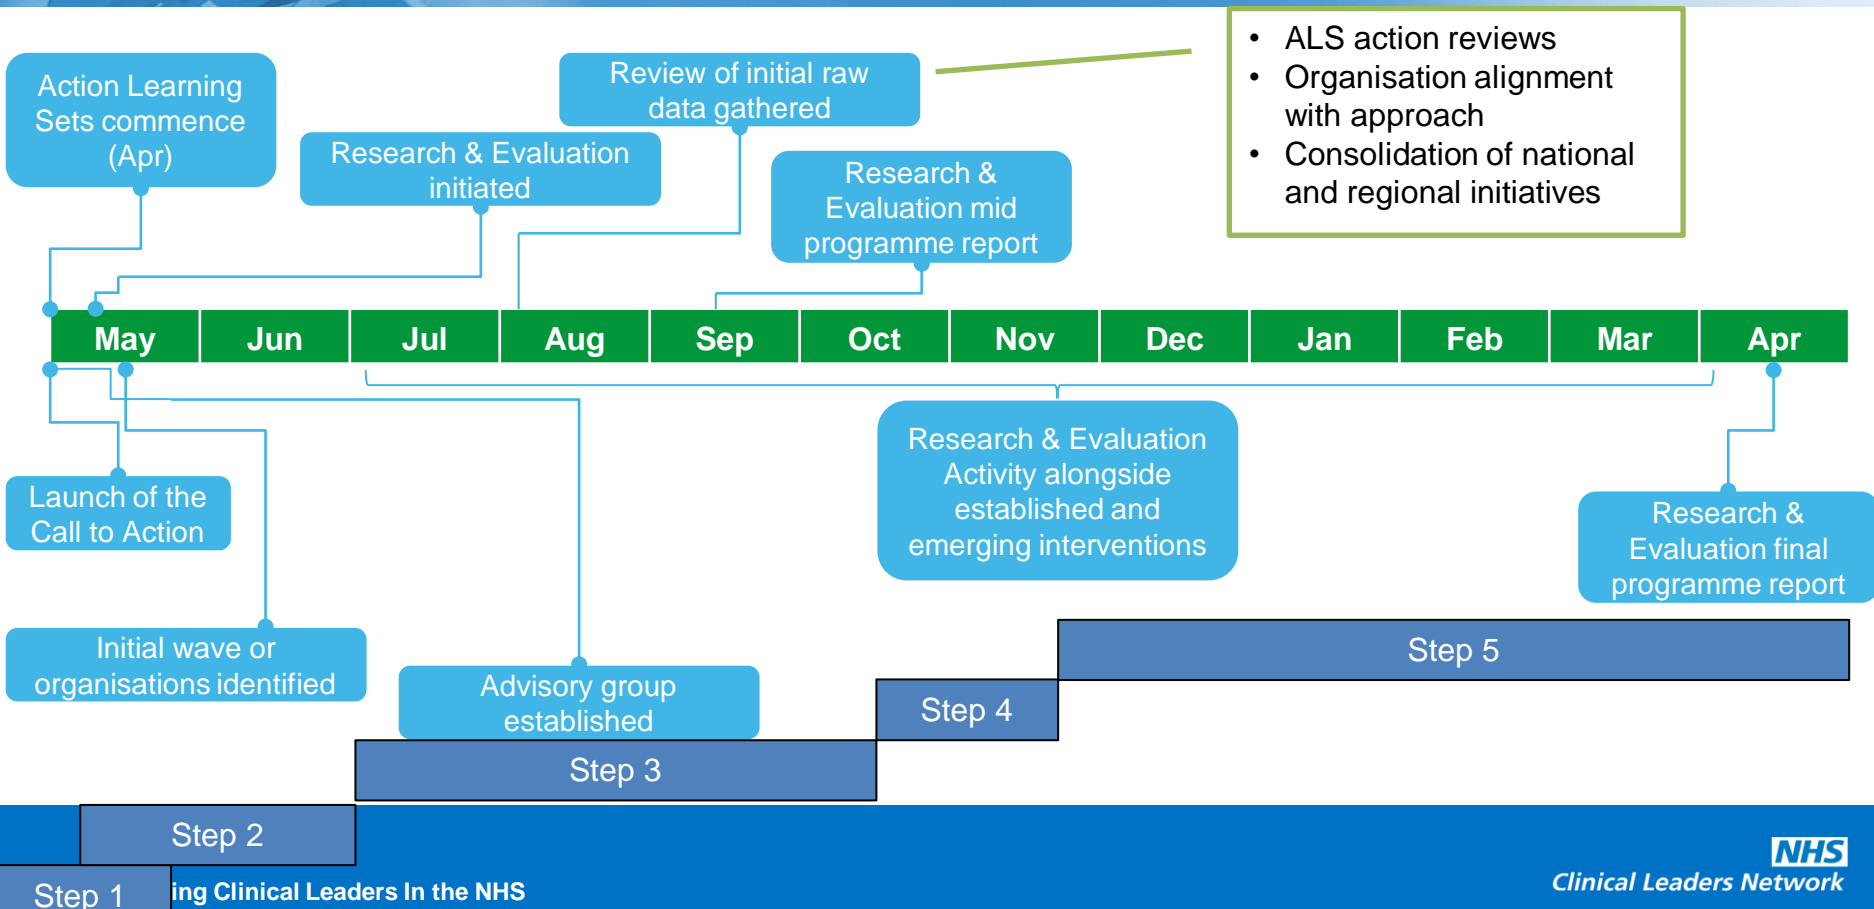 Action Learning
Sets commence
(Apr)
Research & Evaluation
initiated
Review of initial raw
data gathered
Research &
Evaluation mid
programme report
• ALS action reviews
• Organisation alignment
with approach
• Consolidation of national
and regional initiatives
May Jun Jul Aug Sep Oct Nov Dec Jan Feb Mar Apr
Launch of the
Call to Action
Initial wave or
organisations identified
Advisory group
established
Research & Evaluation
Activity alongside
established and
emerging interventions
Research &
Evaluation final
programme report
Step 5
Step 4
Step 3
Step 2
Step 1
ing Clinical Leaders In the NHS
NHS
Clinical Leaders Network